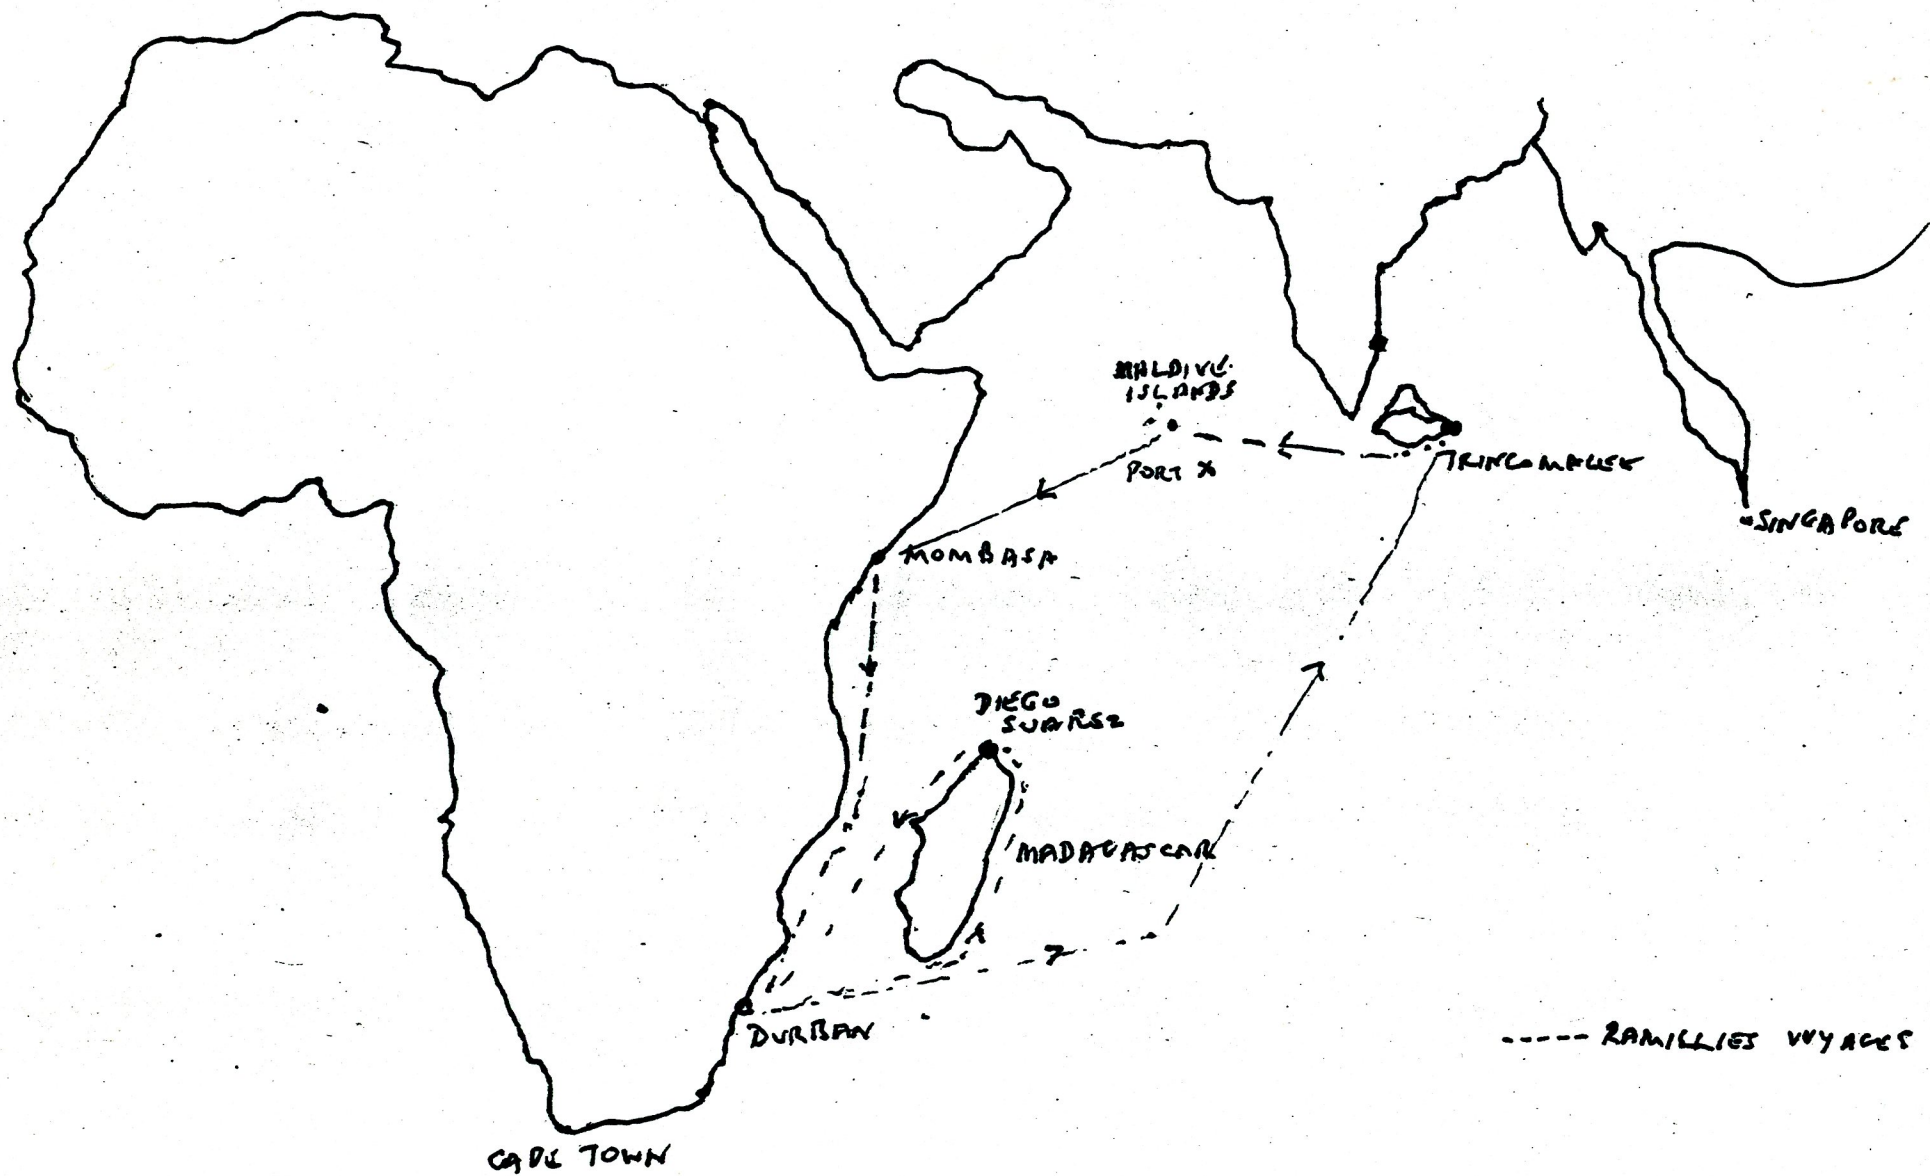 MALDIVE
ISLANDS
PORT X
TRINCOMALEE
SINGAPORE
MOMBASA
DIEGO
SUAREZ
MADAGASCAR
DURBAN
----- RAMILLIES VOYAGES
CAPE TOWN